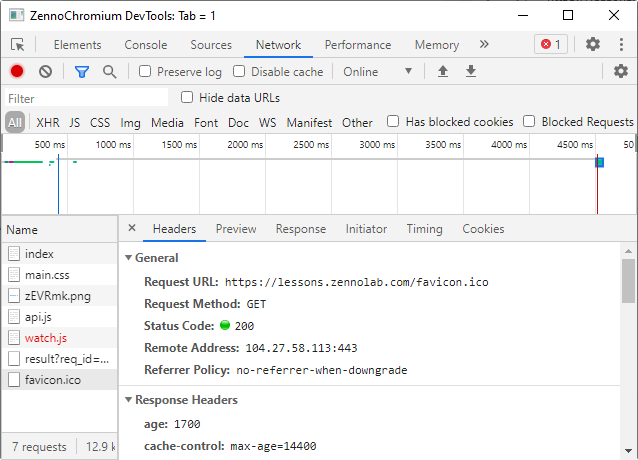 ZennoChromium DevTools: Tab = 1
Elements Console Sources Network Performance Memory » 1
Preserve log Disable cache Online
Filter Hide data URLs
All XHR JS CSS Img Media Font Doc WS Manifest Other Has blocked cookies Blocked Requests
500 ms 1000 ms 1500 ms 2000 ms 2500 ms 3000 ms 3500 ms 4000 ms 4500 ms 50
Name × Headers Preview Response Initiator Timing Cookies
index
main.css
zEVRmk.png
api.js
watch.js
result?req_id=...
favicon.ico
7 requests 12.9 k
General
Request URL: https://lessons.zennolab.com/favicon.ico
Request Method: GET
Status Code: 200
Remote Address: 104.27.58.113:443
Referrer Policy: no-referrer-when-downgrade
Response Headers
age: 1700
cache-control: max-age=14400